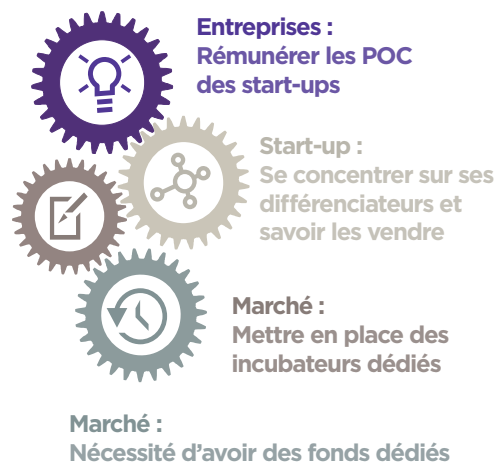 Entreprises :
Rémunérer les POC
des start-ups
Start-up :
Se concentrer sur ses
différenciateurs et
savoir les vendre
Marché :
Mettre en place des
incubateurs dédiés
Marché :
Nécessité d'avoir des fonds dédiés